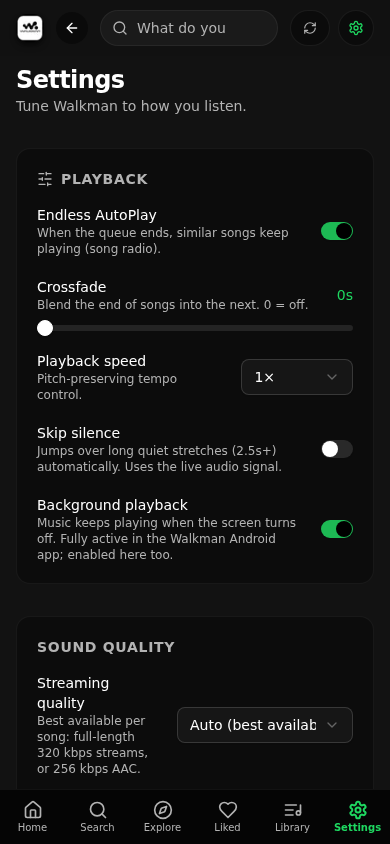 What do you
Settings
Tune Walkman to how you listen.
PLAYBACK
Endless AutoPlay
When the queue ends, similar songs keep
playing (song radio).
Crossfade
0s
Blend the end of songs into the next. 0 = off.
Playback speed
Pitch-preserving tempo
control.
1×
Skip silence
Jumps over long quiet stretches (2.5s+)
automatically. Uses the live audio signal.
Background playback
Music keeps playing when the screen turns
off. Fully active in the Walkman Android
app; enabled here too.
SOUND QUALITY
Streaming
quality
Best available per
song: full-length
320 kbps streams,
or 256 kbps AAC.
Auto (best availab
Home
Search
Explore
Liked
Library
Settings